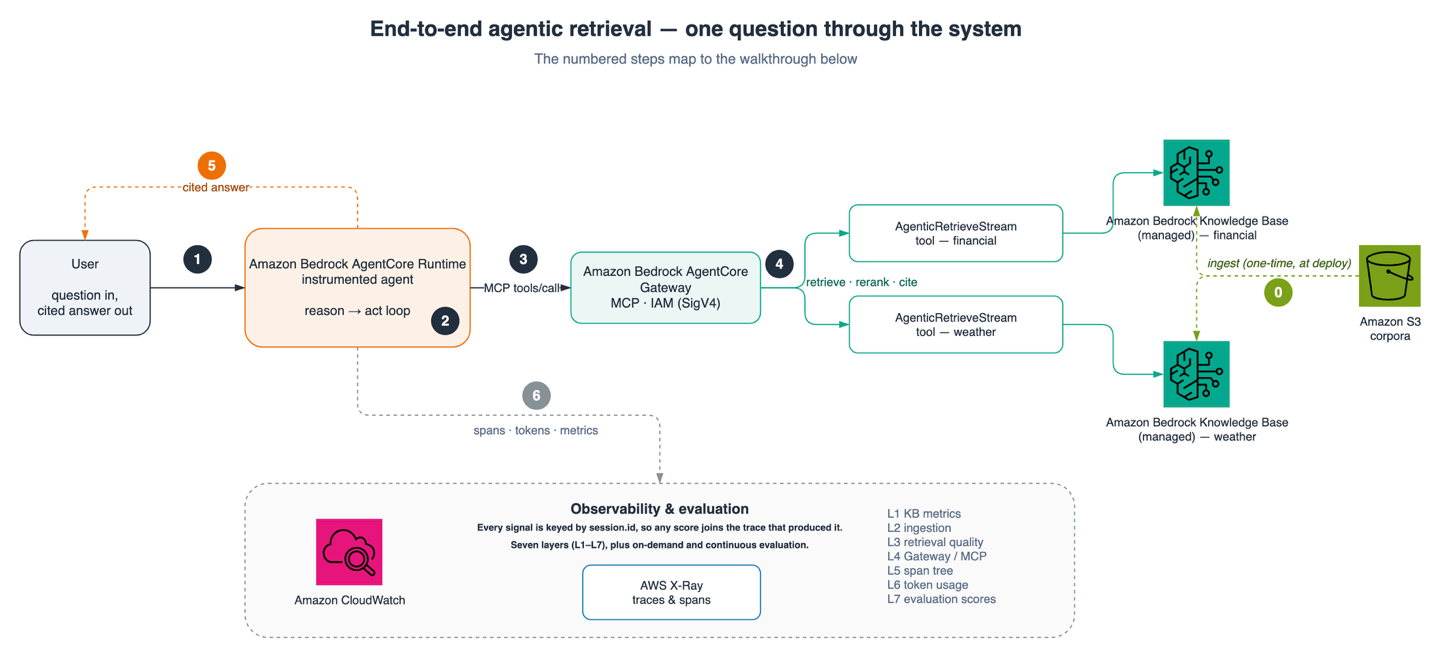 End-to-end agentic retrieval — one question through the system
The numbered steps map to the walkthrough below
5
cited answer
User
question in,
cited answer out
1
Amazon Bedrock AgentCore Runtime
instrumented agent
reason → act loop
2
3
MCP tools/call
Amazon Bedrock AgentCore
Gateway
MCP · IAM (SigV4)
4
retrieve · rerank · cite
AgenticRetrieveStream
tool — financial
AgenticRetrieveStream
tool — weather
Amazon Bedrock Knowledge Base
(managed) — financial
ingest (one-time, at deploy)
0
Amazon S3
corpora
Amazon Bedrock Knowledge Base
(managed) — weather
6
spans · tokens · metrics
Observability & evaluation
Every signal is keyed by session.id, so any score joins the trace that produced it.
Seven layers (L1–L7), plus on-demand and continuous evaluation.
Amazon CloudWatch
AWS X-Ray
traces & spans
L1 KB metrics
L2 ingestion
L3 retrieval quality
L4 Gateway / MCP
L5 span tree
L6 token usage
L7 evaluation scores